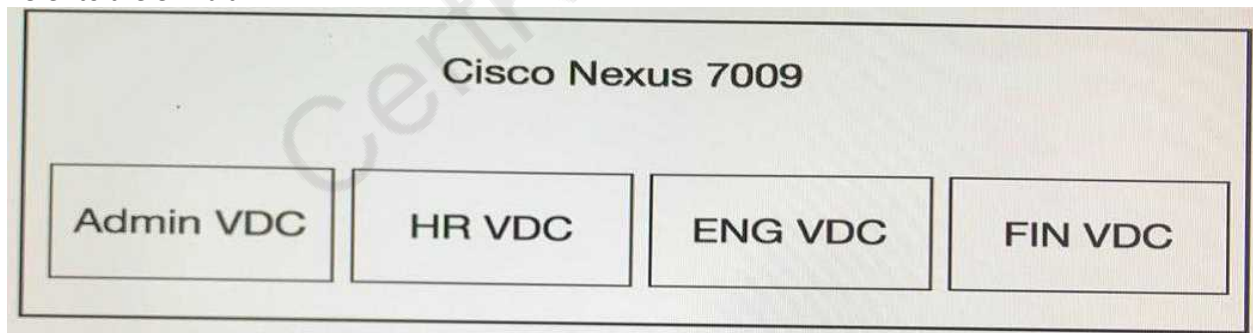 Cisco Nexus 7009
Admin VDC
HR VDC
ENG VDC
FIN VDC